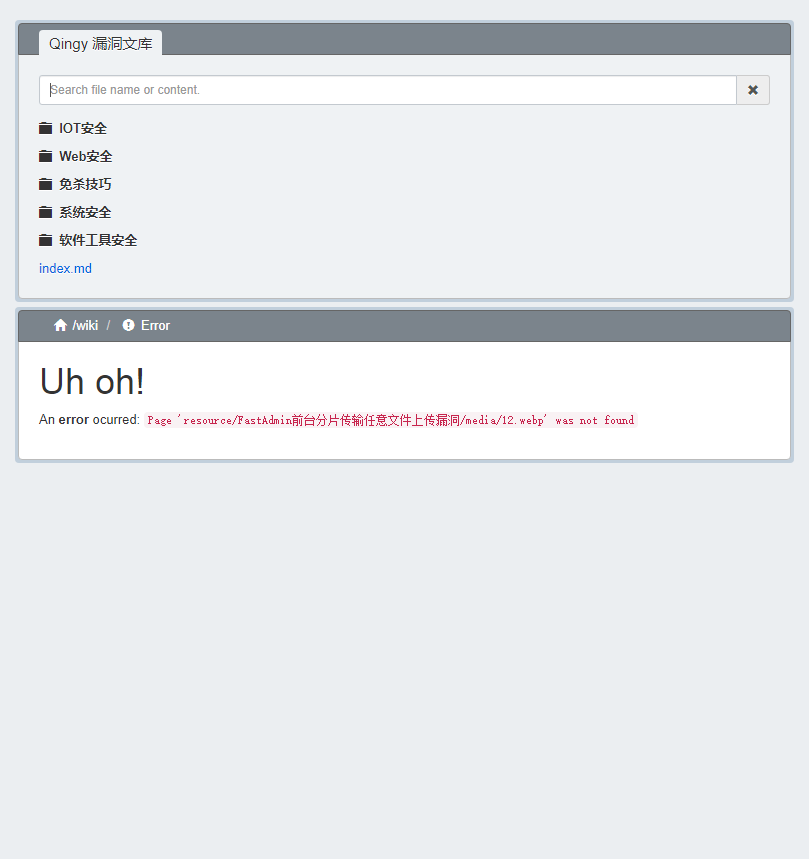 Qingy 漏洞文库
Search file name or content.
IOT安全
Web安全
免杀技巧
系统安全
软件工具安全
index.md
/wiki / Error
Uh oh!
An error ocurred: Page 'resource/FastAdmin前台分片传输任意文件上传漏洞/media/12.webp' was not found